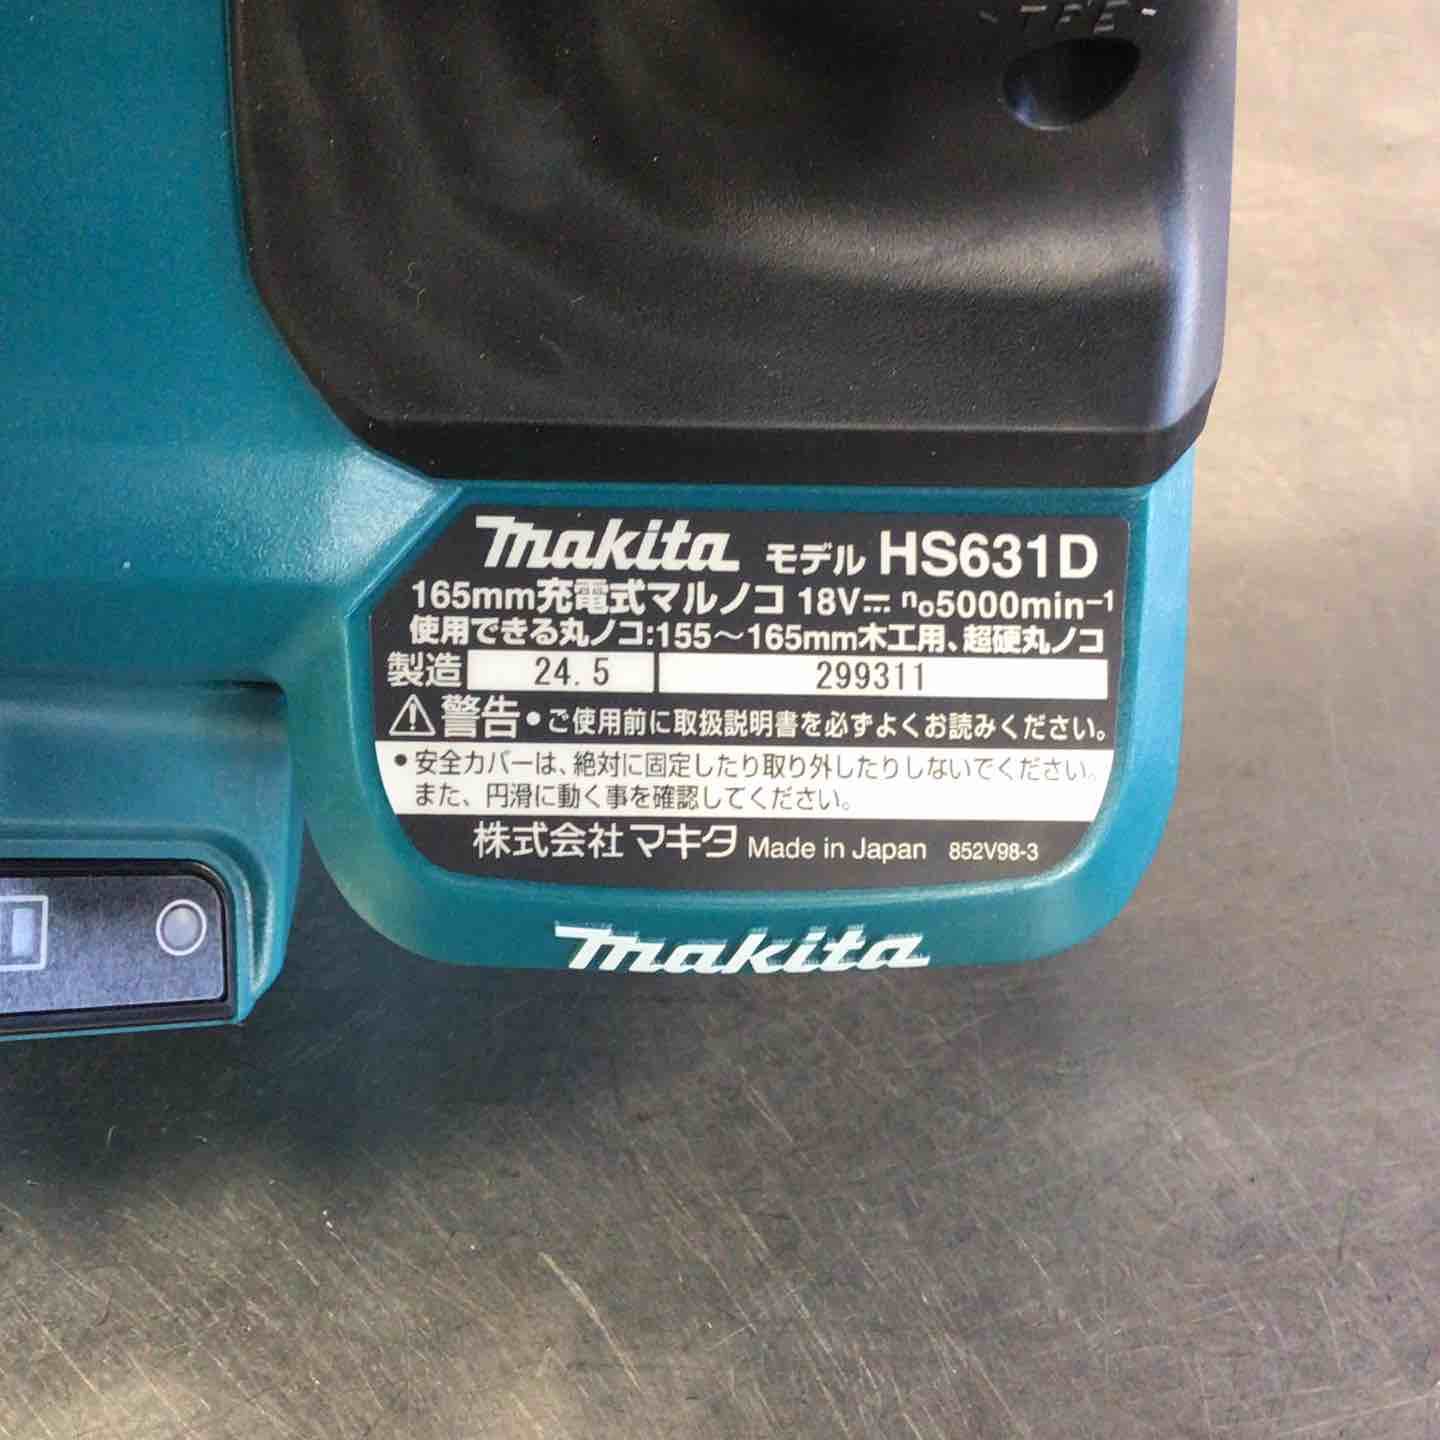 makita モデル HS631D
165mm充電式マルノコ 18V⎓ n₀5000min⁻¹
使用できる丸ノコ:155～165mm木工用、超硬丸ノコ
製造 24.5 299311
⚠警告 •ご使用前に取扱説明書を必ずよくお読みください。
•安全カバーは、絶対に固定したり取り外したりしないでください。
また、円滑に動く事を確認してください。
株式会社 マキタ Made in Japan 852V98-3
makita